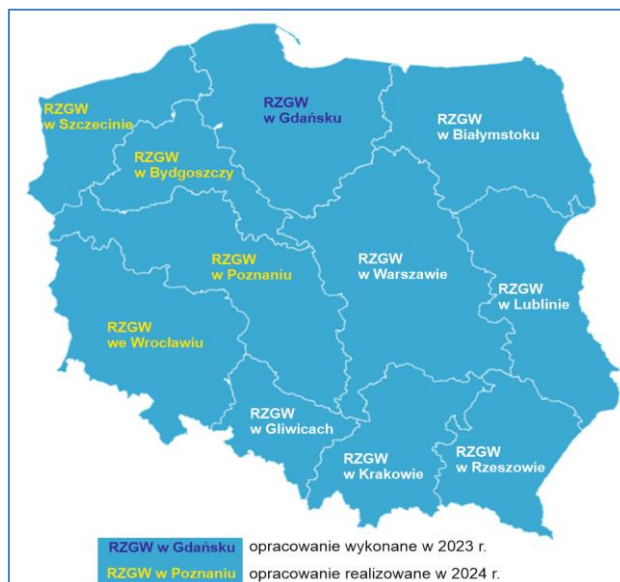 RZGW
w Szczecinie
RZGW
w Gdańsku
RZGW
w Białymstoku
RZGW
w Bydgoszczy
RZGW
w Poznaniu
RZGW
w Warszawie
RZGW
w Lublinie
RZGW
we Wrocławiu
RZGW
w Gliwicach
RZGW
w Krakowie
RZGW
w Rzeszowie
RZGW w Gdańsku opracowanie wykonane w 2023 r.
RZGW w Poznaniu opracowanie realizowane w 2024 r.